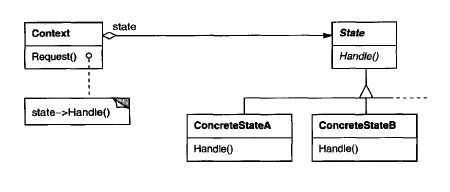 state
Context
State
Request()
Handle()
state->Handle()
ConcreteStateA
ConcreteStateB
Handle()
Handle()